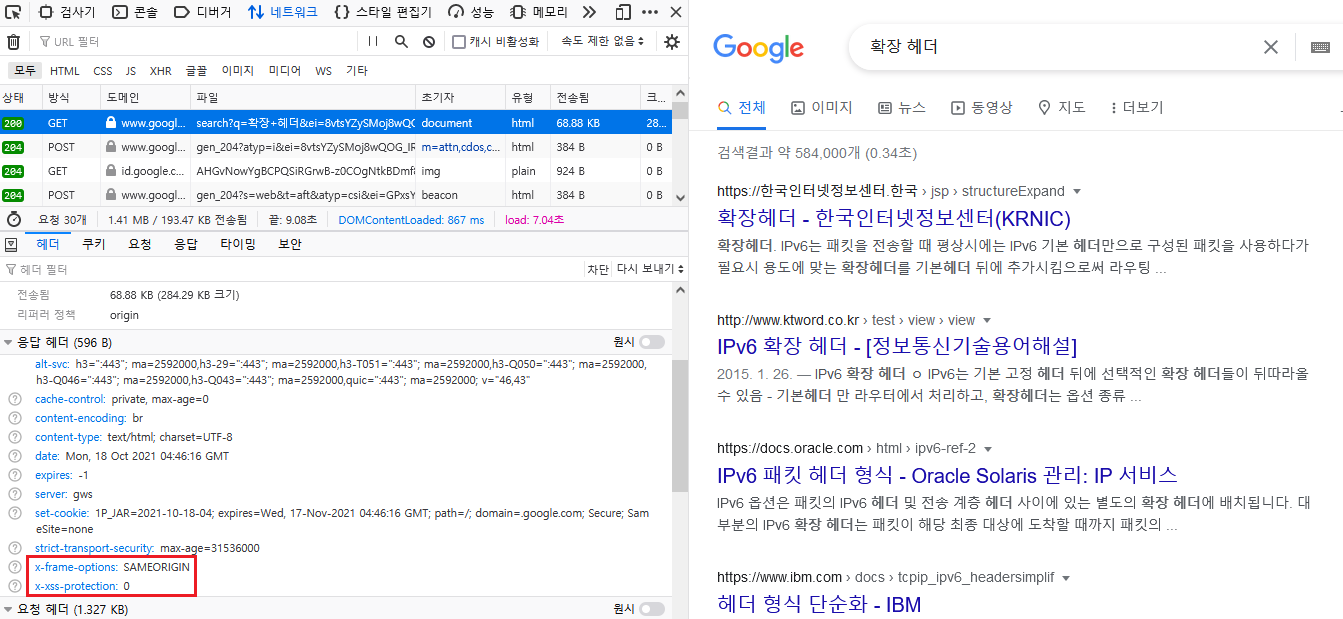 검사기 콘솔 디버거 네트워크 스타일 편집기 성능 메모리
URL 필터 캐시 비활성화 속도 제한 없음
모두 HTML CSS JS XHR 글꼴 이미지 미디어 WS 기타
상태 방식 도메인 파일 초기자 유형 전송됨 크...
200 GET www.googl... search?q=확장+헤더&ei=8vtsYZySMoj8wQO document html 68.88 KB 28...
204 POST www.googl... gen_204?atyp=i&ei=8vtsYZySMoj8wQOG_IR m=attn,cdos,c... html 384 B 0 B
204 GET id.google.c... AHGvNowYgBCPQSiRGrwB-z0COgNtkBDmf img plain 924 B 0 B
204 POST www.googl... gen_204?s=web&t=aft&atyp=csi&ei=GPxsY beacon html 384 B 0 B
요청 30개 1.41 MB / 193.47 KB 전송됨 끝: 9.08초 DOMContentLoaded: 867 ms load: 7.04초
헤더 쿠키 요청 응답 타이밍 보안
헤더 필터 차단 다시 보내기
전송됨 68.88 KB (284.29 KB 크기)
리퍼러 정책 origin
응답 헤더 (596 B) 원시
alt-svc: h3=":443"; ma=2592000,h3-29=":443"; ma=2592000,h3-T051=":443"; ma=2592000,h3-Q050=":443"; ma=2592000,
h3-Q046=":443"; ma=2592000,h3-Q043=":443"; ma=2592000,quic=":443"; ma=2592000; v="46,43"
cache-control: private, max-age=0
content-encoding: br
content-type: text/html; charset=UTF-8
date: Mon, 18 Oct 2021 04:46:16 GMT
expires: -1
server: gws
set-cookie: 1P_JAR=2021-10-18-04; expires=Wed, 17-Nov-2021 04:46:16 GMT; path=/; domain=.google.com; Secure; Sam
eSite=none
strict-transport-security: max-age=31536000
x-frame-options: SAMEORIGIN
x-xss-protection: 0
요청 헤더 (1.327 KB) 원시
Google 확장 헤더
전체 이미지 뉴스 동영상 지도 더보기
검색결과 약 584,000개 (0.34초)
https://한국인터넷정보센터.한국 › jsp › structureExpand
확장헤더 - 한국인터넷정보센터(KRNIC)
확장헤더. IPv6는 패킷을 전송할 때 평상시에는 IPv6 기본 헤더만으로 구성된 패킷을 사용하다가
필요시 용도에 맞는 확장헤더를 기본헤더 뒤에 추가시킴으로써 라우팅 ...
http://www.ktword.co.kr › test › view › view
IPv6 확장 헤더 - [정보통신기술용어해설]
2015. 1. 26. — IPv6 확장 헤더 ㅇ IPv6는 기본 고정 헤더 뒤에 선택적인 확장 헤더들이 뒤따라올
수 있음 - 기본헤더 만 라우터에서 처리하고, 확장헤더는 옵션 종류 ...
https://docs.oracle.com › html › ipv6-ref-2
IPv6 패킷 헤더 형식 - Oracle Solaris 관리: IP 서비스
IPv6 옵션은 패킷의 IPv6 헤더 및 전송 계층 헤더 사이에 있는 별도의 확장 헤더에 배치됩니다. 대
부분의 IPv6 확장 헤더는 패킷이 해당 최종 대상에 도착할 때까지 패킷의 ...
https://www.ibm.com › docs › tcpip_ipv6_headersimplif
헤더 형식 단순화 - IBM